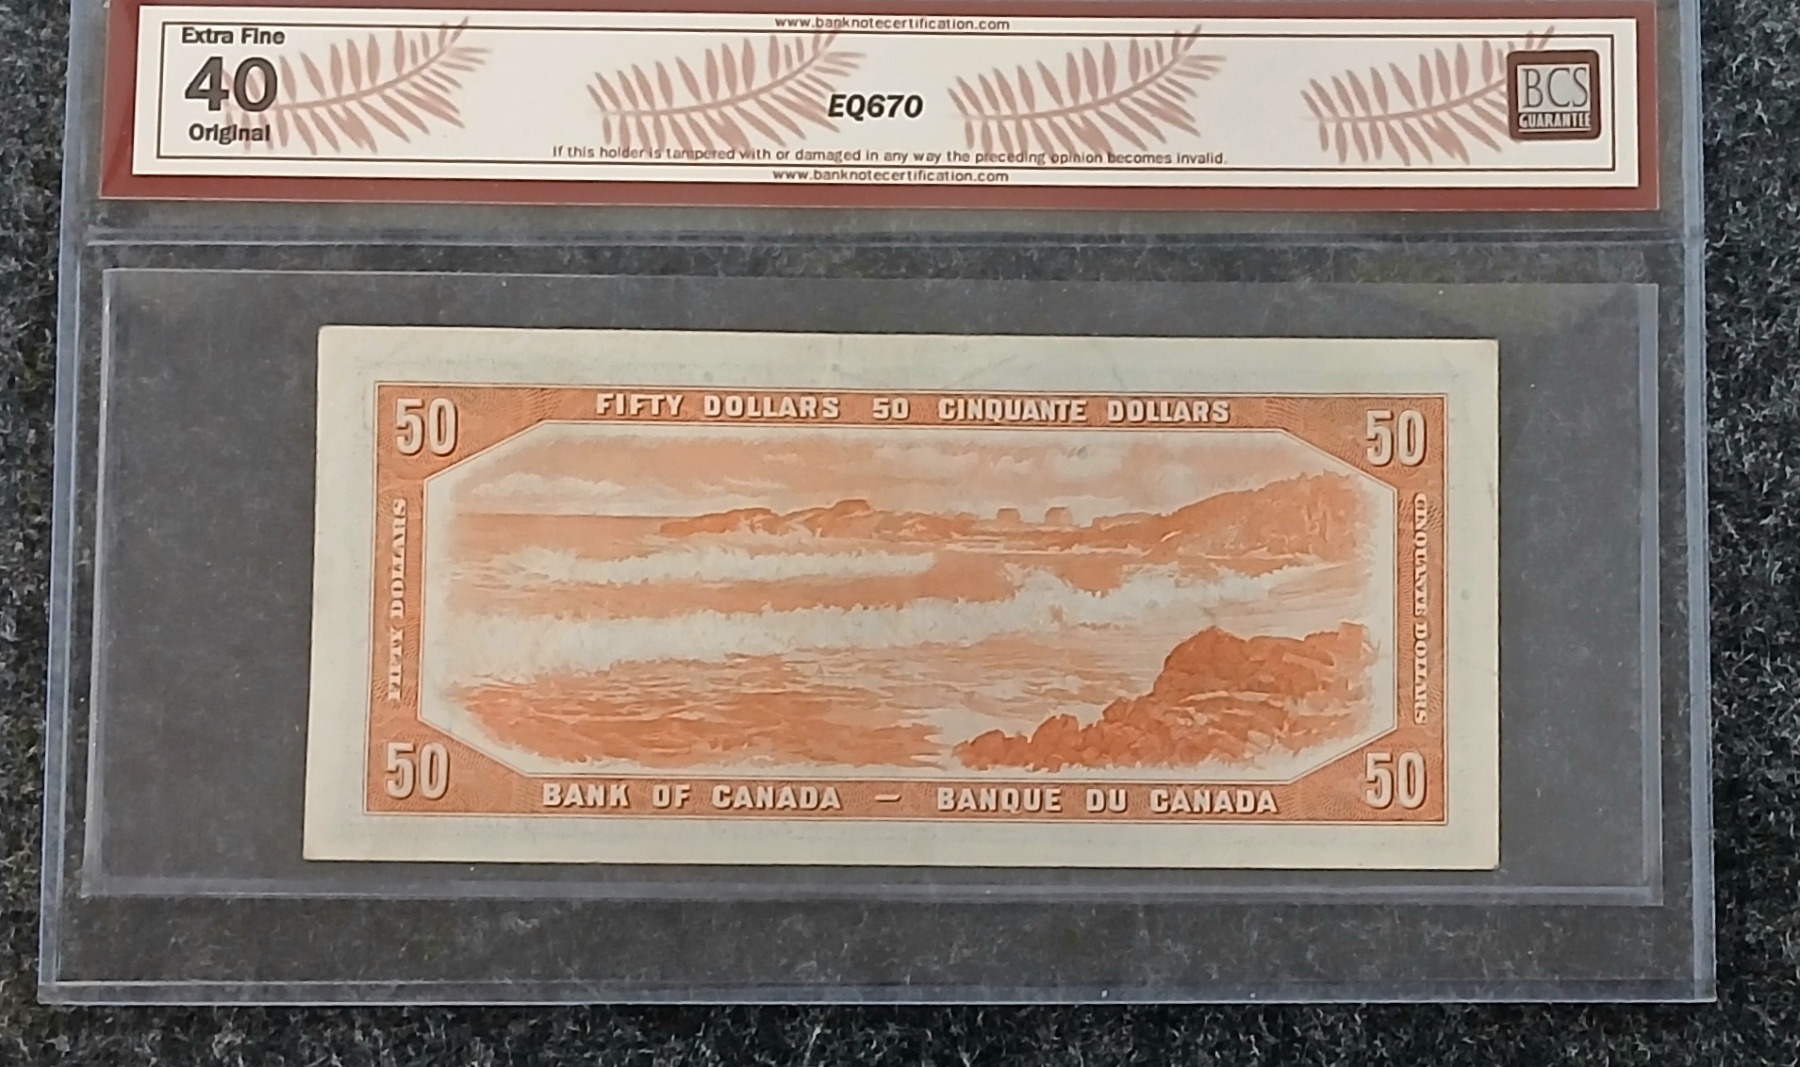 www.banknotecertification.com
Extra Fine
40
Original
EQ670
BCS
GUARANTEE
If this holder is tampered with or damaged in any way the preceding opinion becomes invalid.
www.banknotecertification.com
50
FIFTY DOLLARS 50 CINQUANTE DOLLARS
50
FIFTY DOLLARS
CINQUANTE DOLLARS
50
BANK OF CANADA — BANQUE DU CANADA
50